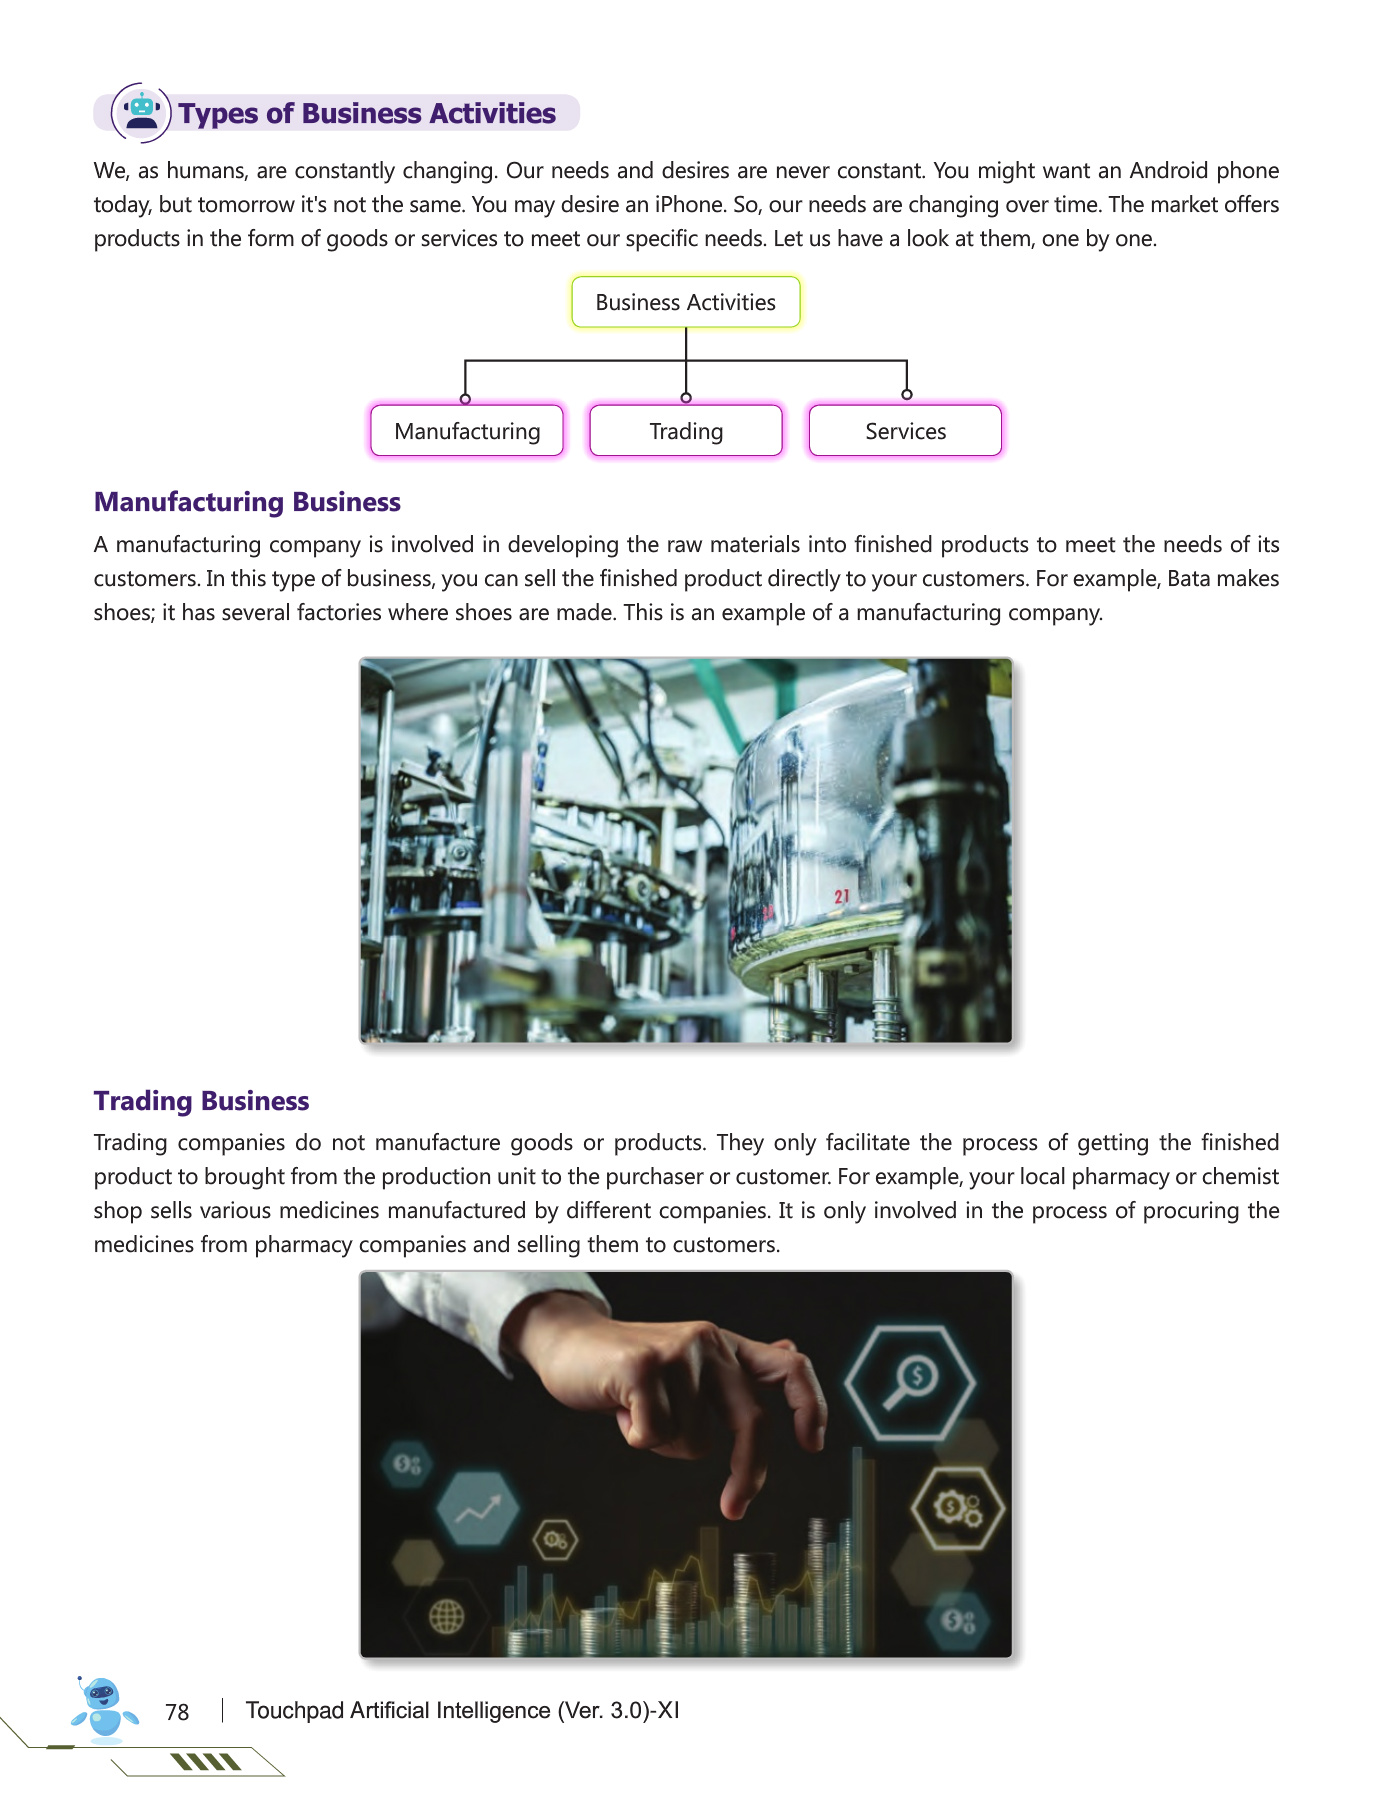 Types of Business Activities
We, as humans, are constantly changing. Our needs and desires are never constant. You might want an Android phone
today, but tomorrow it's not the same. You may desire an iPhone. So, our needs are changing over time. The market offers
products in the form of goods or services to meet our specific needs. Let us have a look at them, one by one.
Business Activities
Manufacturing
Trading
Services
Manufacturing Business
A manufacturing company is involved in developing the raw materials into finished products to meet the needs of its
customers. In this type of business, you can sell the finished product directly to your customers. For example, Bata makes
shoes; it has several factories where shoes are made. This is an example of a manufacturing company.
21
Trading Business
Trading companies do not manufacture goods or products. They only facilitate the process of getting the finished
product to brought from the production unit to the purchaser or customer. For example, your local pharmacy or chemist
shop sells various medicines manufactured by different companies. It is only involved in the process of procuring the
medicines from pharmacy companies and selling them to customers.
78
Touchpad Artificial Intelligence (Ver. 3.0)-XI